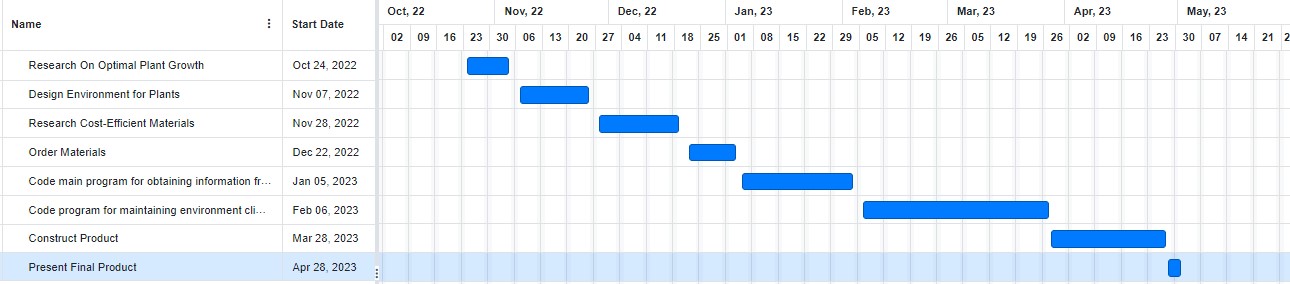 Oct, 22 Nov, 22 Dec, 22 Jan, 23 Feb, 23 Mar, 23 Apr, 23 May, 23
Name Start Date
02 09 16 23 30 06 13 20 27 04 11 18 25 01 08 15 22 29 05 12 19 26 05 12 19 26 02 09 16 23 30 07 14 21 2
Research On Optimal Plant Growth Oct 24, 2022
Design Environment for Plants Nov 07, 2022
Research Cost-Efficient Materials Nov 28, 2022
Order Materials Dec 22, 2022
Code main program for obtaining information fr... Jan 05, 2023
Code program for maintaining environment cli... Feb 06, 2023
Construct Product Mar 28, 2023
Present Final Product Apr 28, 2023